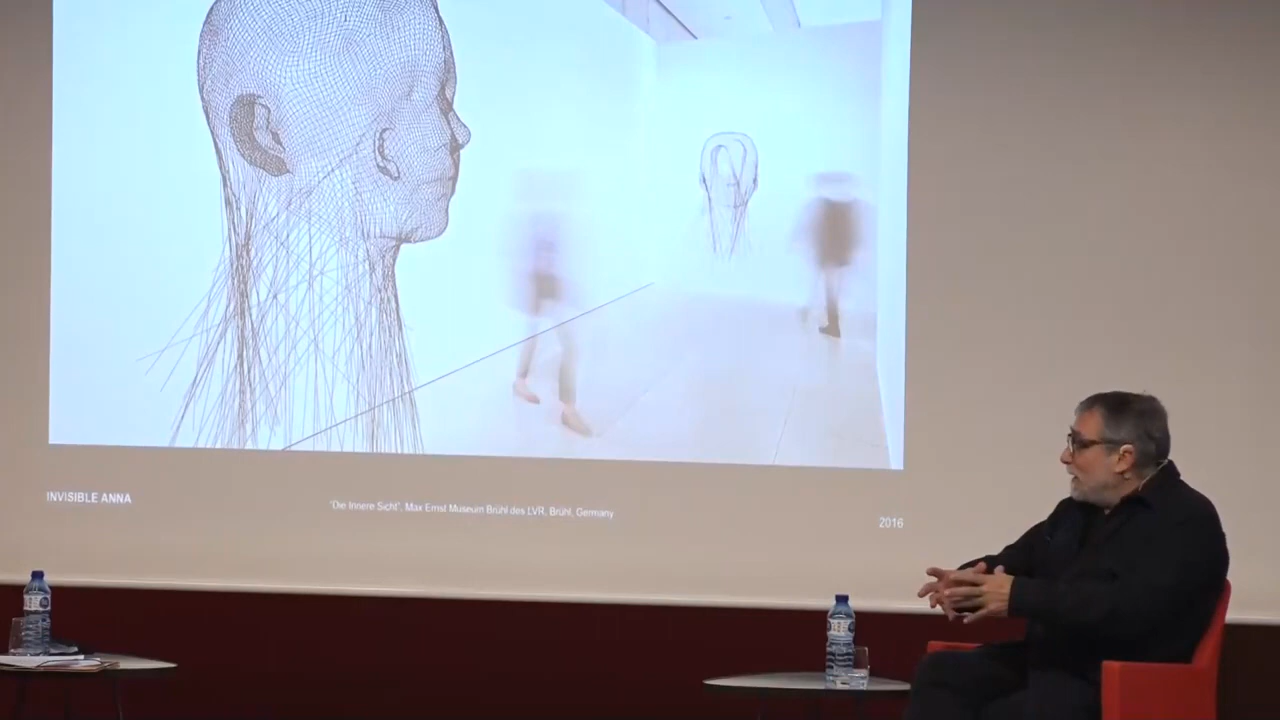 INVISIBLE ANNA
"Die Innere Sicht", Max Ernst Museum Brühl des LVR, Brühl, Germany
2016